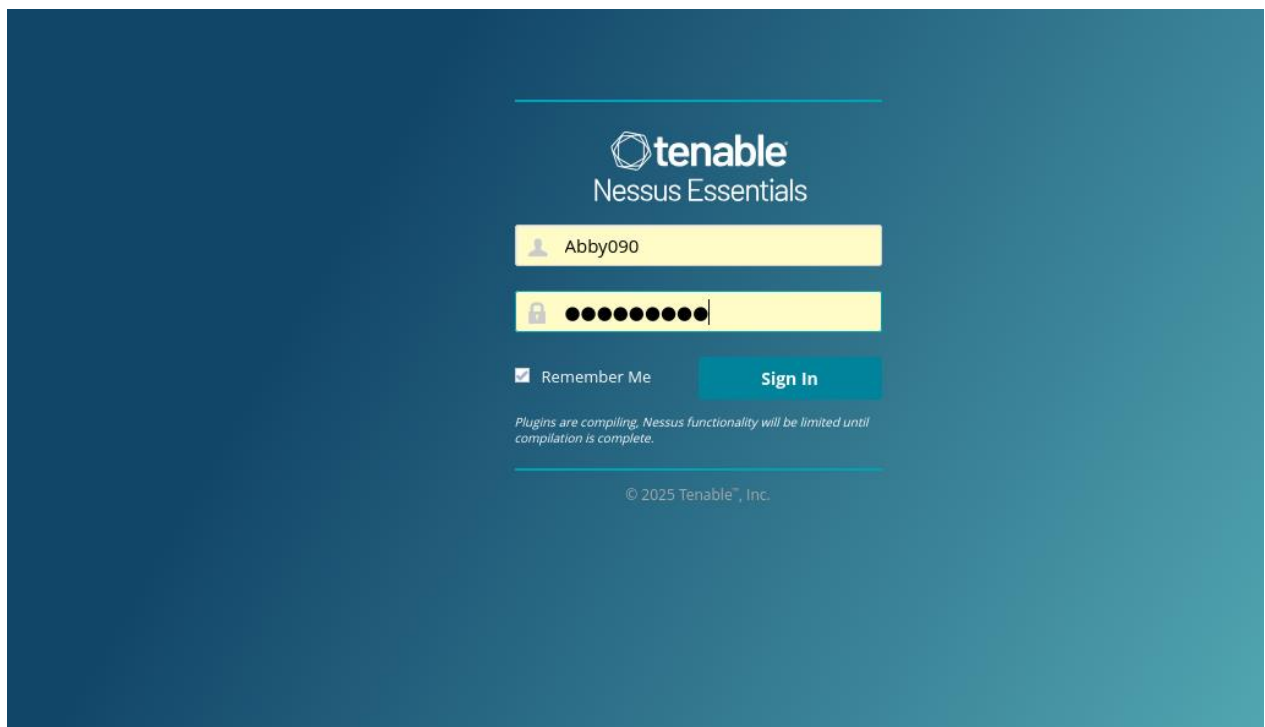 tenable
Nessus Essentials
Abby090
●●●●●●●●●
Remember Me
Sign In
Plugins are compiling, Nessus functionality will be limited until
compilation is complete.
© 2025 Tenable™, Inc.